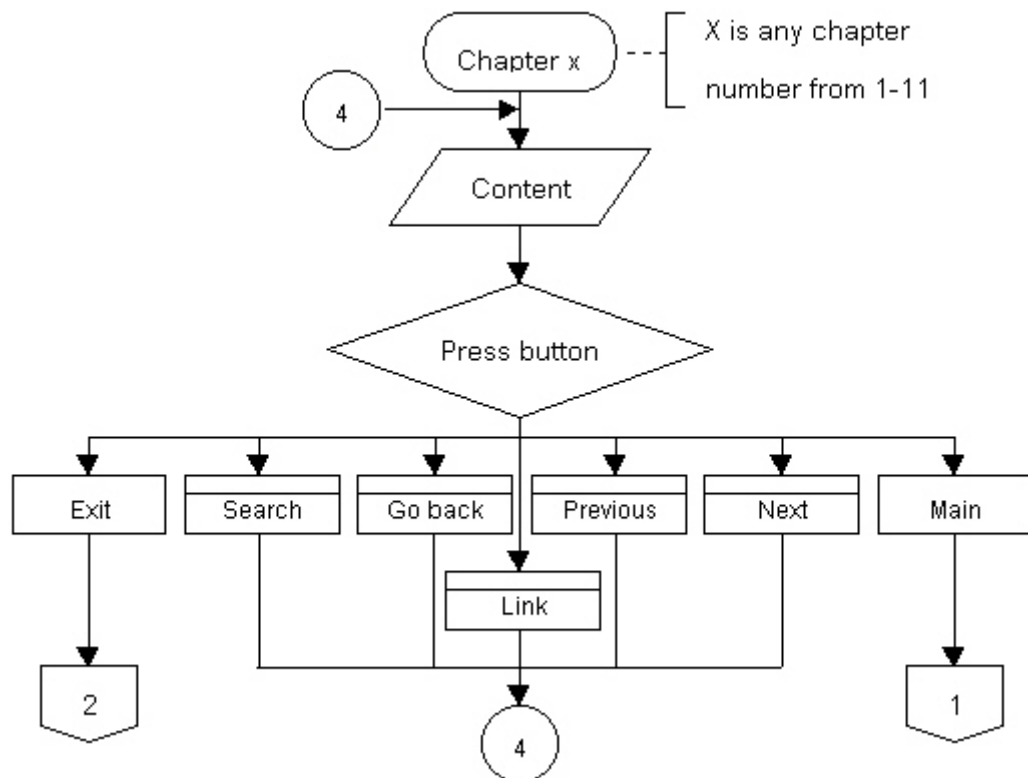 Chapter x
X is any chapter
number from 1-11
4
Content
Press button
Exit
Search
Go back
Previous
Next
Main
Link
2
4
1